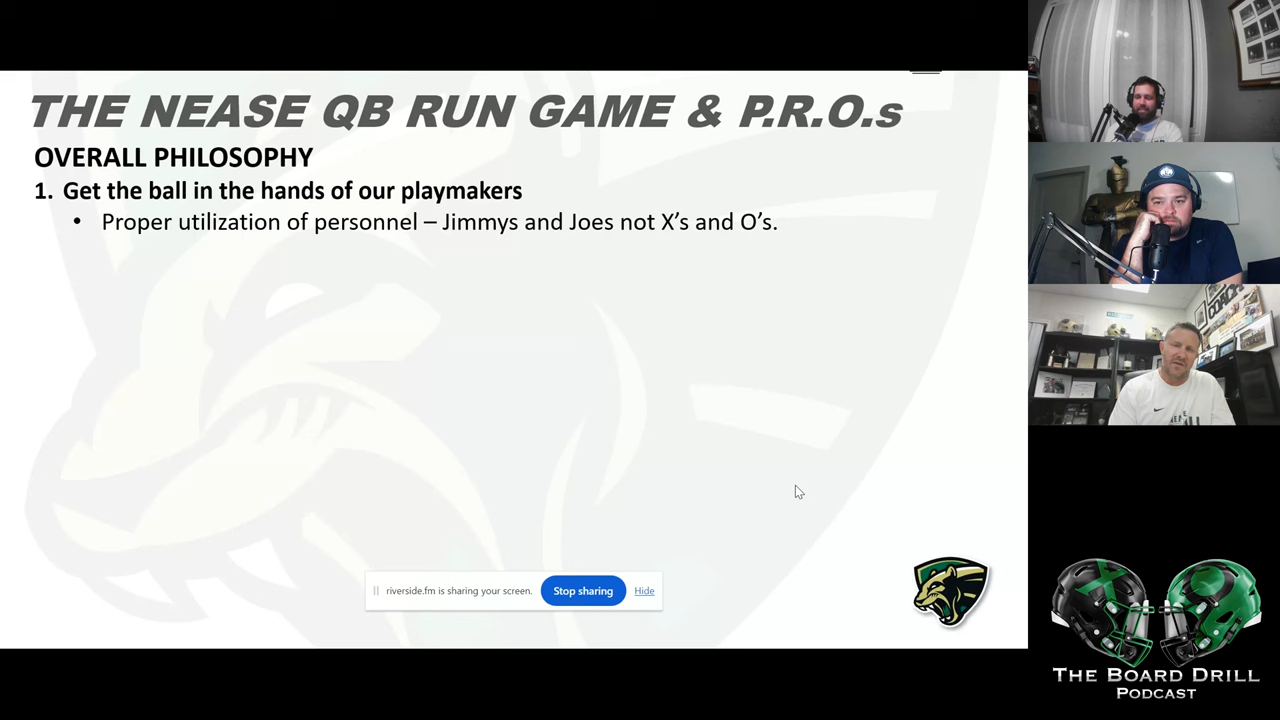 THE NEASE QB RUN GAME & P.R.O.s
OVERALL PHILOSOPHY
1. Get the ball in the hands of our playmakers
• Proper utilization of personnel – Jimmys and Joes not X's and O's.
riverside.fm is sharing your screen.
Stop sharing
Hide
COACH
THE BOARD DRILL
PODCAST